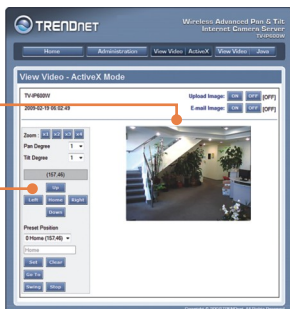 TRENDNET
Wireless Advanced Pan & Tilt
Internet Camera Server
TV-IP600W
Home
Administration
View Video | ActiveX
View Video | Java
View Video - ActiveX Mode
TV-IP600W
2009-02-19 06:02:49
Upload Image: ON OFF [OFF]
E-mail Image: ON OFF [OFF]
Zoom : x1 x2 x3 x4
Pan Degree 1
Tilt Degree 1
(157,46)
Up
Left Home Right
Down
Preset Position
0 Home (157,46)
Home
Set Clear
Go To
Swing Stop